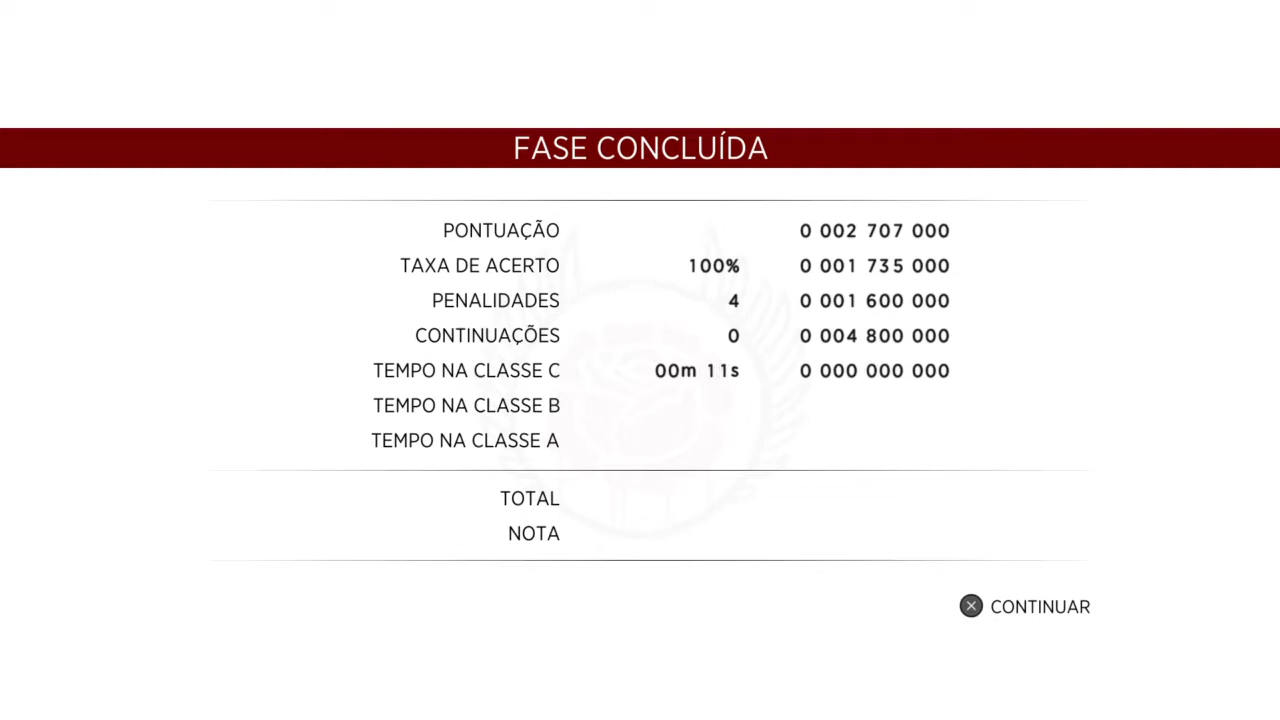 FASE CONCLUÍDA
PONTUAÇÃO 0 002 707 000
TAXA DE ACERTO 100% 0 001 735 000
PENALIDADES 4 0 001 600 000
CONTINUAÇÕES 0 0 004 800 000
TEMPO NA CLASSE C 00m 11s 0 000 000 000
TEMPO NA CLASSE B
TEMPO NA CLASSE A
TOTAL
NOTA
CONTINUAR